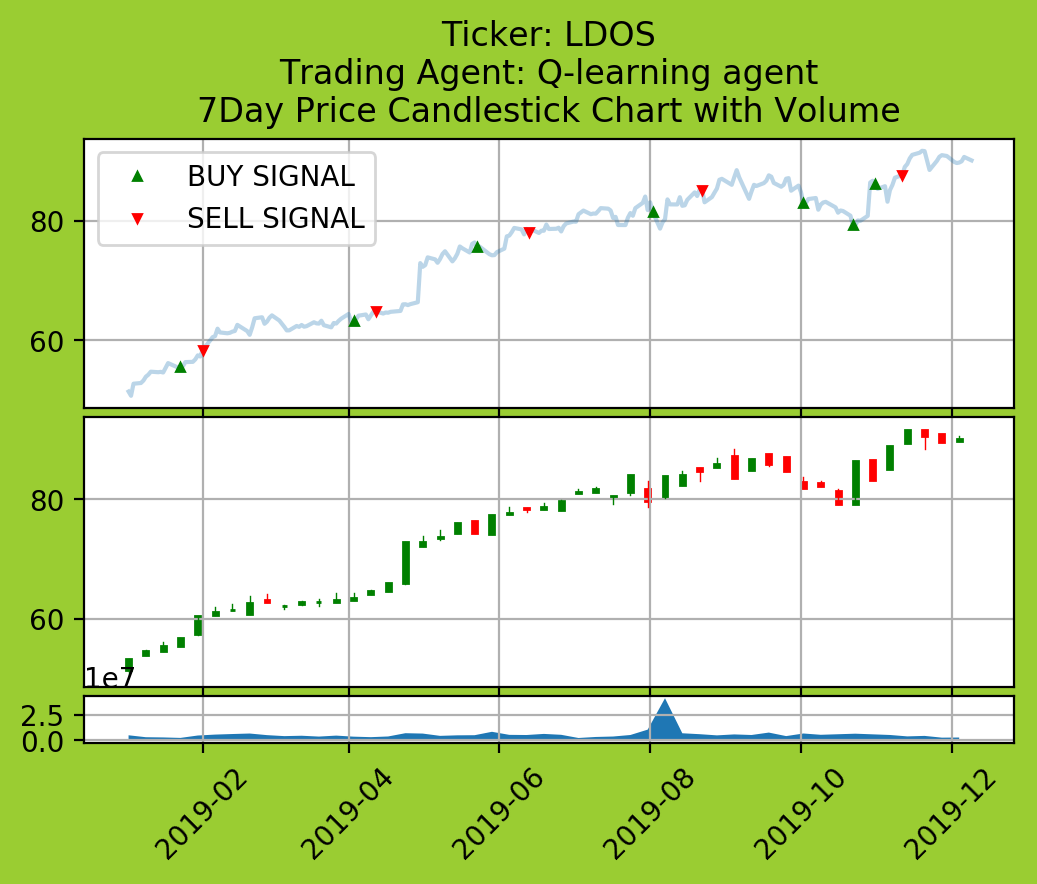 Ticker: LDOS
Trading Agent: Q-learning agent
7Day Price Candlestick Chart with Volume
BUY SIGNAL
SELL SIGNAL
80
60
80
60
1e7
2.5
0.0
2019-02
2019-04
2019-06
2019-08
2019-10
2019-12